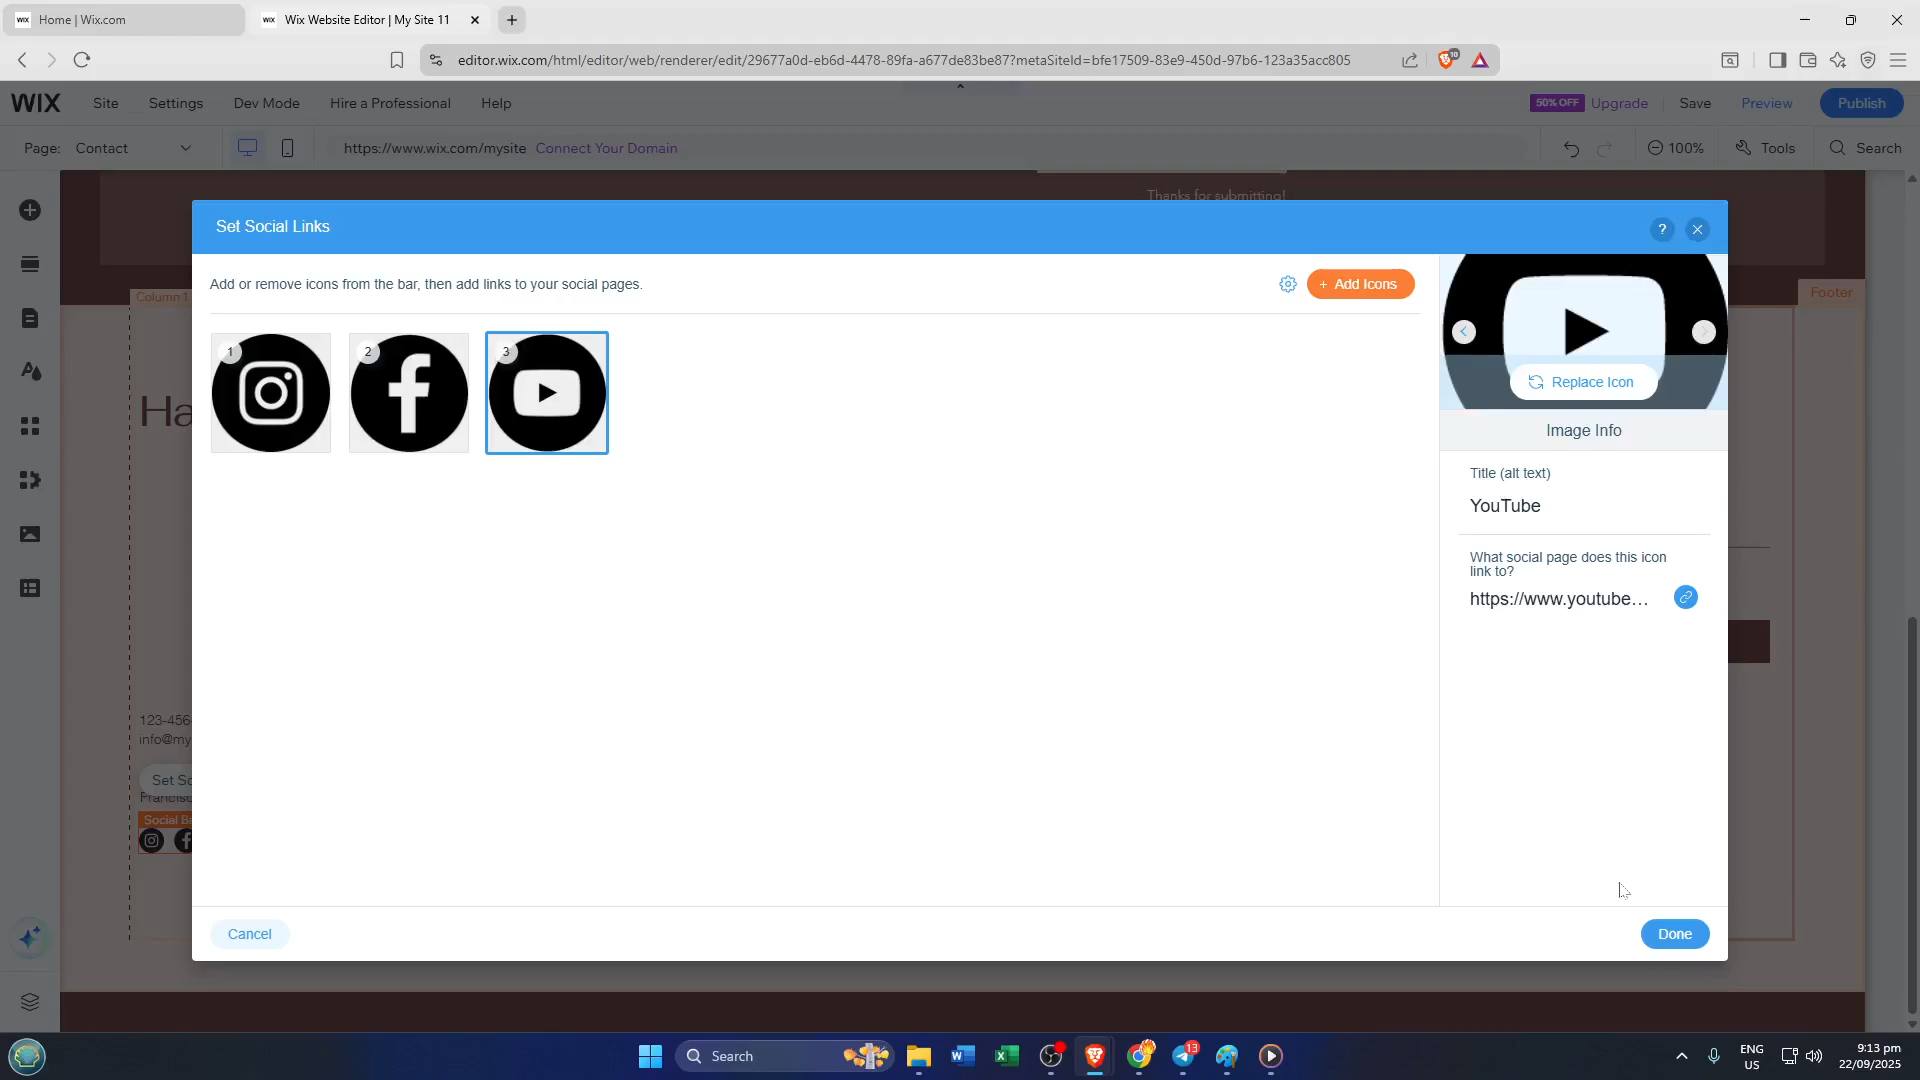 WIX Home | Wix.com
WIX Wix Website Editor | My Site 11
editor.wix.com/html/editor/web/renderer/edit/29677a0d-eb6d-4478-89fa-a677de83be87?metaSiteId=bfe17509-83e9-450d-97b6-123a35acc805
10
WIX Site Settings Dev Mode Hire a Professional Help 50% OFF Upgrade Save Preview Publish
Page: Contact https://www.wix.com/mysite Connect Your Domain 100% Tools Search
Thanks for submitting!
Set Social Links ?
Add or remove icons from the bar, then add links to your social pages. + Add Icons
Column 1
Footer
1
2
3
Replace Icon
Image Info
Title (alt text)
YouTube
What social page does this icon
link to?
https://www.youtube...
Ha
123-456
info@my
Set So
Francisc
Social Ba
Cancel Done
Search
13
ENG
US
9:13 pm
22/09/2025